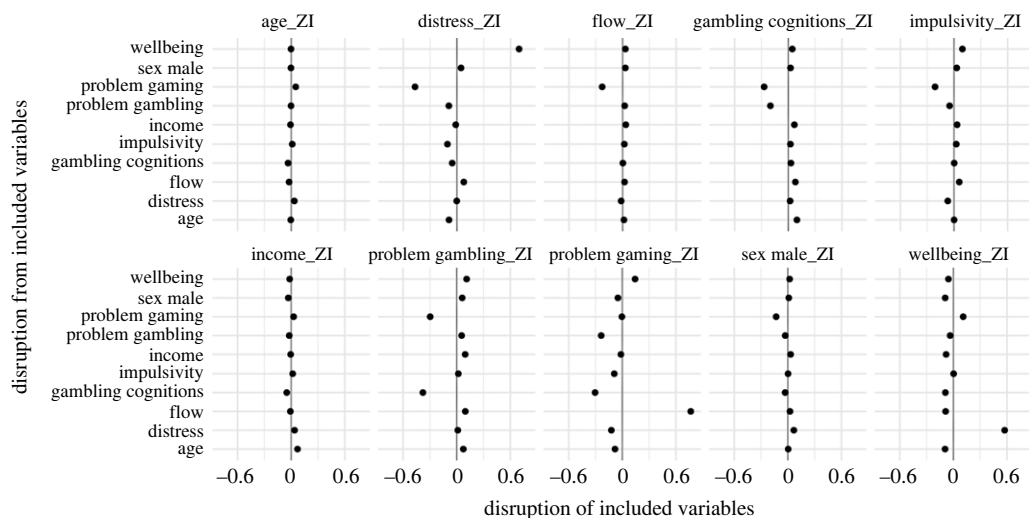 age_ZI distress_ZI flow_ZI gambling cognitions_ZI impulsivity_ZI
wellbeing
sex male
problem gaming
problem gambling
income
impulsivity
gambling cognitions
flow
distress
age
disruption from included variables
income_ZI problem gambling_ZI problem gaming_ZI sex male_ZI wellbeing_ZI
wellbeing
sex male
problem gaming
problem gambling
income
impulsivity
gambling cognitions
flow
distress
age
–0.6 0 0.6 –0.6 0 0.6 –0.6 0 0.6 –0.6 0 0.6 –0.6 0 0.6
disruption of included variables